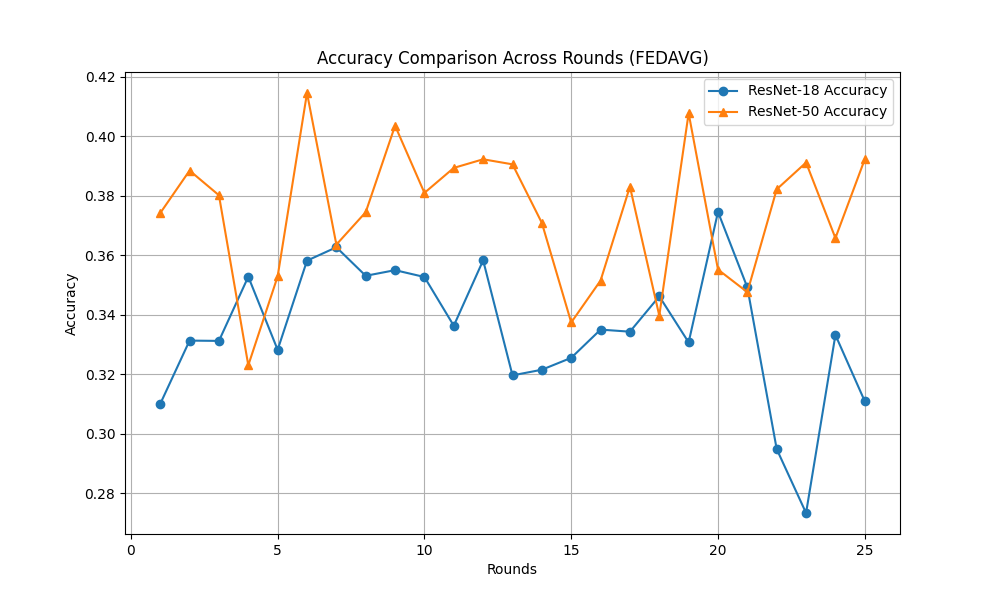 Accuracy Comparison Across Rounds (FEDAVG)
ResNet-18 Accuracy
ResNet-50 Accuracy
Accuracy
0.42
0.40
0.38
0.36
0.34
0.32
0.30
0.28
0 5 10 15 20 25
Rounds